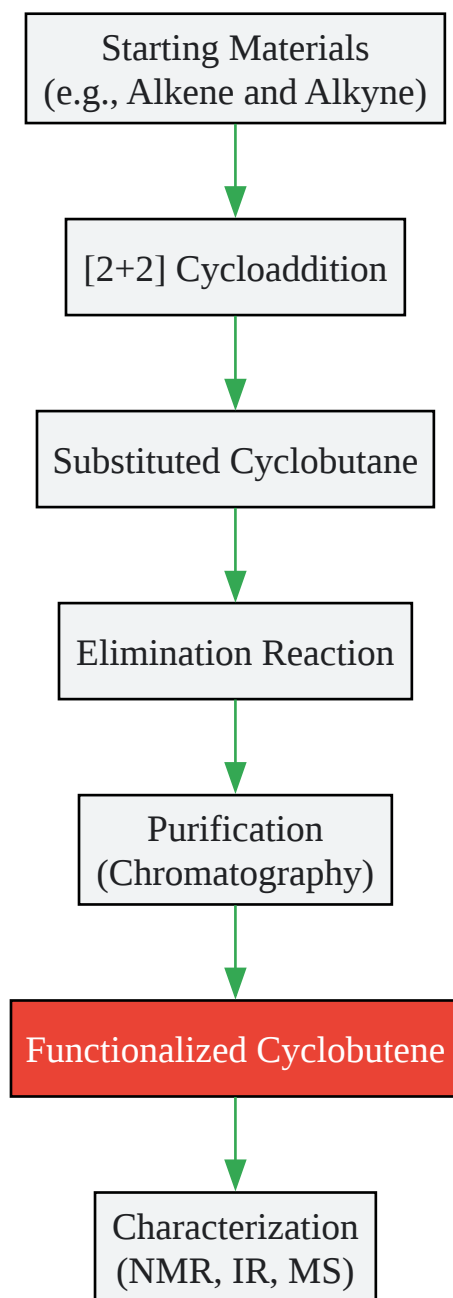 Starting Materials
(e.g., Alkene and Alkyne)
[2+2] Cycloaddition
Substituted Cyclobutane
Elimination Reaction
Purification
(Chromatography)
Functionalized Cyclobutene
Characterization
(NMR, IR, MS)